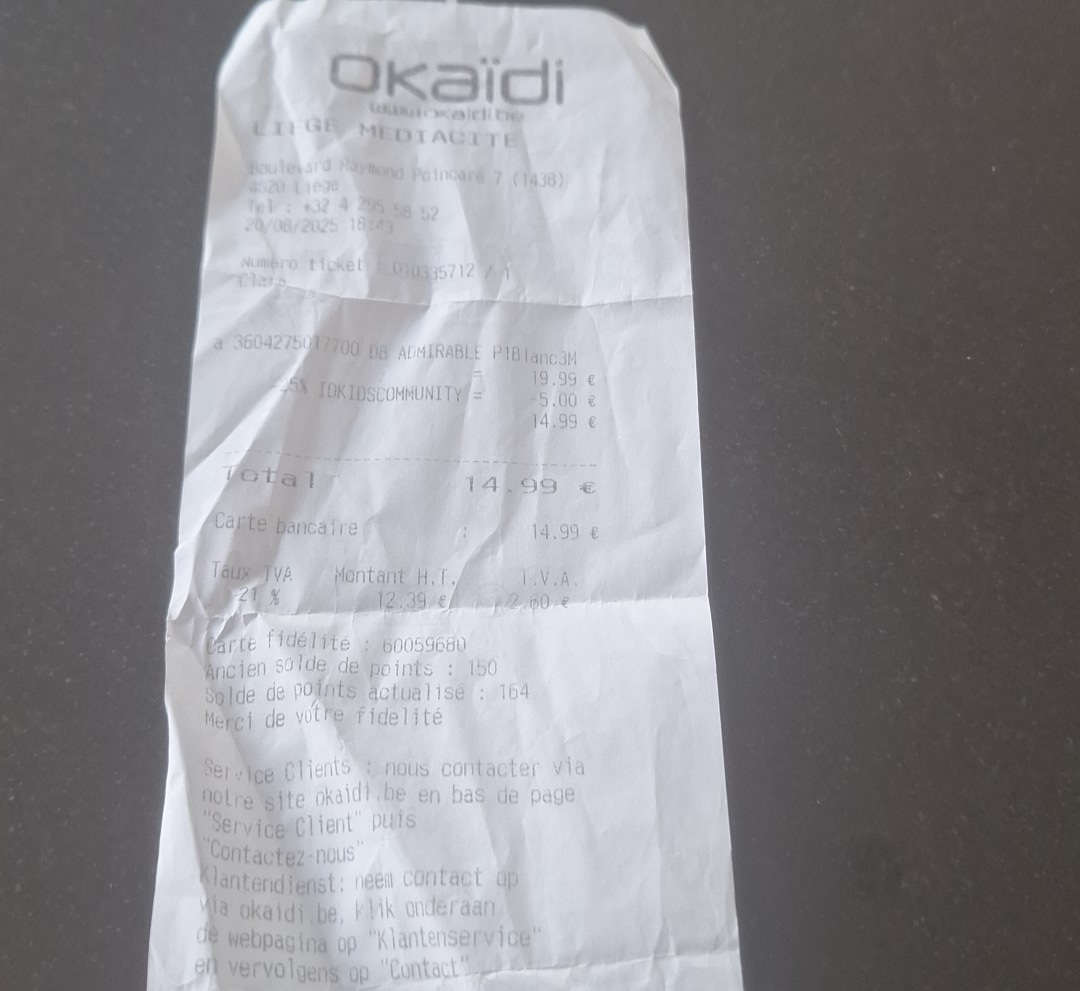 Okaïdi
www.okaidi.be
LIEGE MEDIACITE
Boulevard Raymond Poincaré 7 (1438)
4020 Liège
Tel : +32 4 295 58 52
20/08/2025 18:43
Numéro ticket : 010335712 / 1
Clara
a 3604275017700 DB ADMIRABLE P1Blanc3M
= 19.99 €
-25% IDKIDSCOMMUNITY = -5.00 €
14.99 €
Total 14.99 €
Carte bancaire : 14.99 €
Taux TVA Montant H.T. T.V.A.
21 % 12.39 € 2.60 €
Carte fidélité : 60059680
Ancien solde de points : 150
Solde de points actualisé : 164
Merci de votre fidelité
Service Clients : nous contacter via
notre site okaidi.be en bas de page
"Service Client" puis
"Contactez-nous"
Klantendienst: neem contact op
via okaidi.be, klik onderaan
de webpagina op "Klantenservice"
en vervolgens op "Contact"